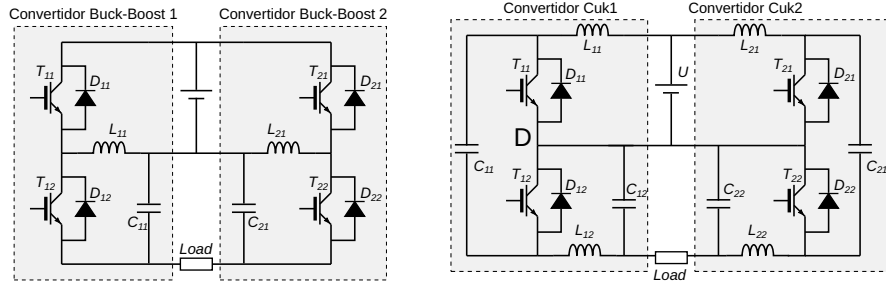 Convertidor Buck-Boost 1
Convertidor Buck-Boost 2
T11
D11
T21
D21
L11
L21
T12
D12
T22
D22
C11
C21
Load
Convertidor Cuk1
Convertidor Cuk2
L11
L21
T11
D11
U
T21
D21
D
C11
C21
T12
D12
C12
C22
T22
D22
L12
L22
Load